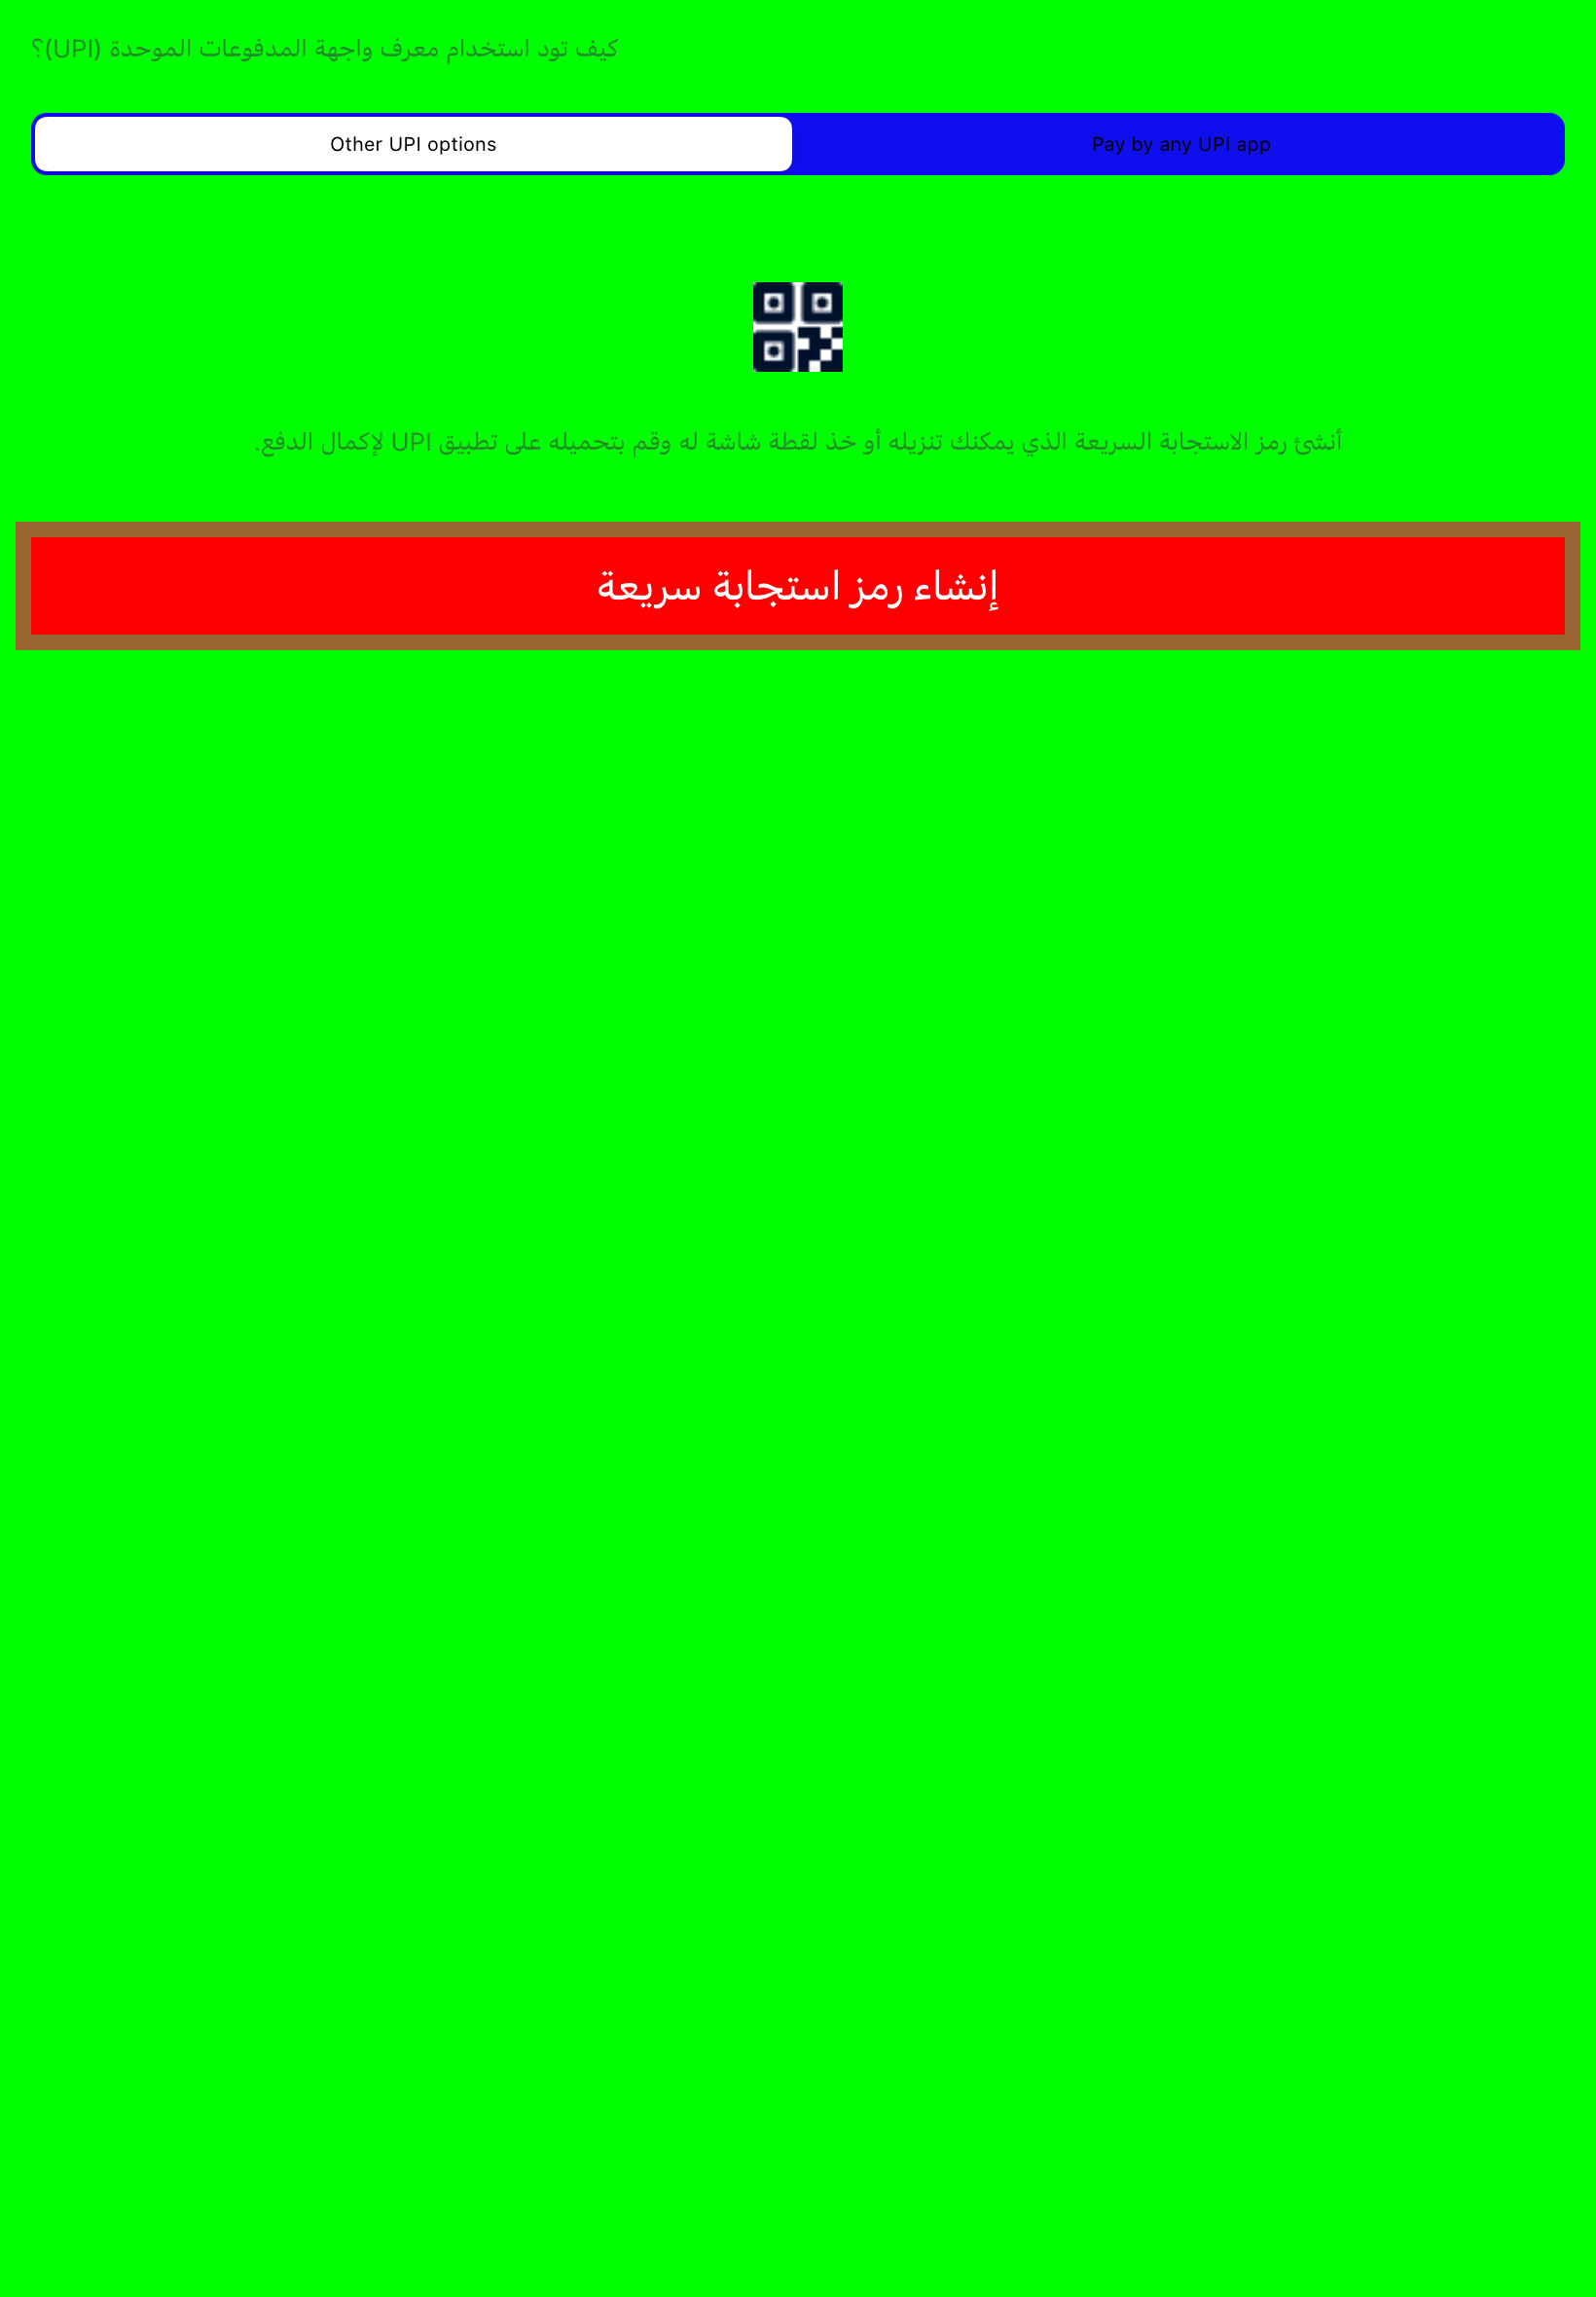 كيف تود استخدام معرف واجهة المدفوعات الموحدة (UPI)؟
Other UPI options
Pay by any UPI app
أنشئ رمز الاستجابة السريعة الذي يمكنك تنزيله أو خذ لقطة شاشة له وقم بتحميله على تطبيق UPI لإكمال الدفع.
إنشاء رمز استجابة سريعة